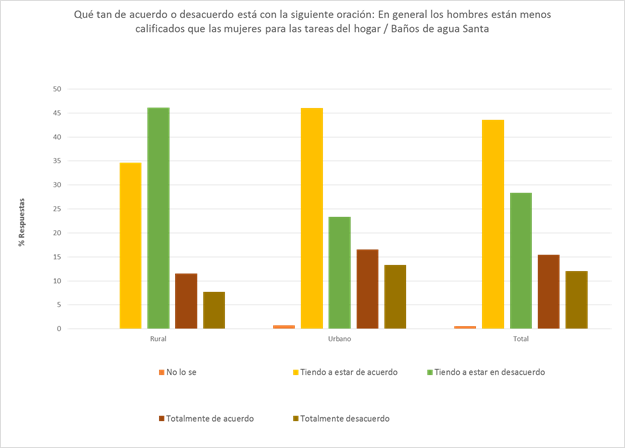 Qué tan de acuerdo o desacuerdo está con la siguiente oración: En general los hombres están menos
calificados que las mujeres para las tareas del hogar / Baños de agua Santa
50
45
40
35
30
25
20
15
10
5
0
% Respuestas
Rural Urbano Total
No lo se Tiendo a estar de acuerdo Tiendo a estar en desacuerdo
Totalmente de acuerdo Totalmente desacuerdo